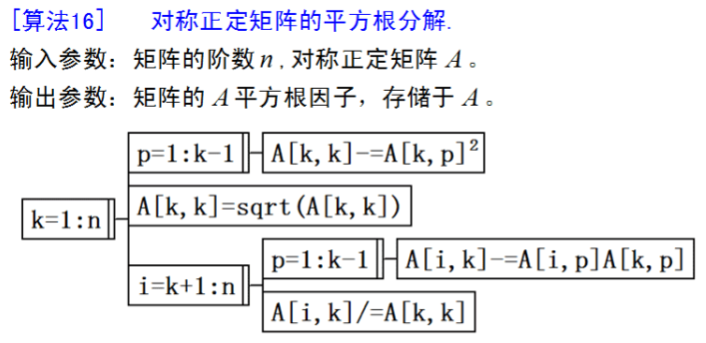 [算法16] 对称正定矩阵的平方根分解.
输入参数：矩阵的阶数 n , 对称正定矩阵 A 。
输出参数：矩阵的 A 平方根因子，存储于 A 。
p=1:k-1
A[k,k]-=A[k,p]²
k=1:n
A[k,k]=sqrt(A[k,k])
i=k+1:n
p=1:k-1
A[i,k]-=A[i,p]A[k,p]
A[i,k]/=A[k,k]